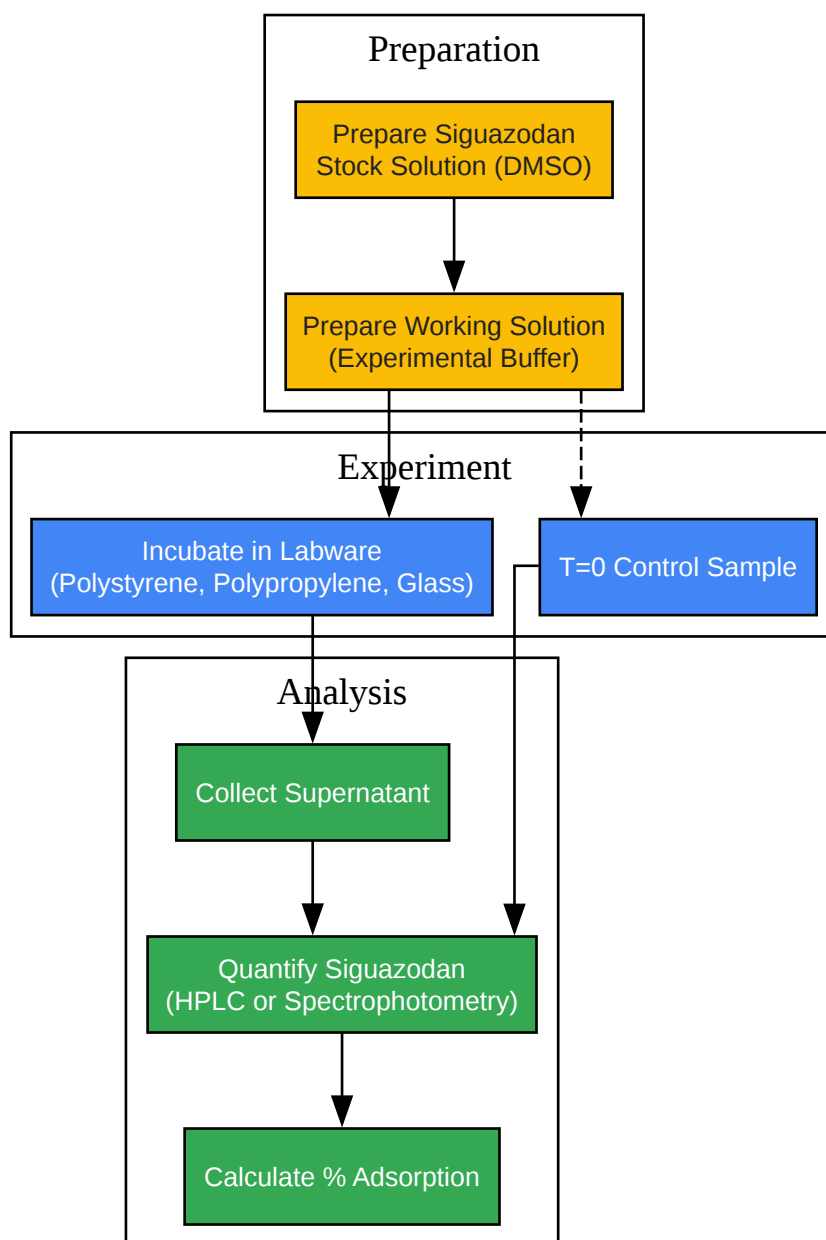 Preparation
Prepare Siguazodan
Stock Solution (DMSO)
Prepare Working Solution
(Experimental Buffer)
Experiment
Incubate in Labware
(Polystyrene, Polypropylene, Glass)
T=0 Control Sample
Analysis
Collect Supernatant
Quantify Siguazodan
(HPLC or Spectrophotometry)
Calculate % Adsorption